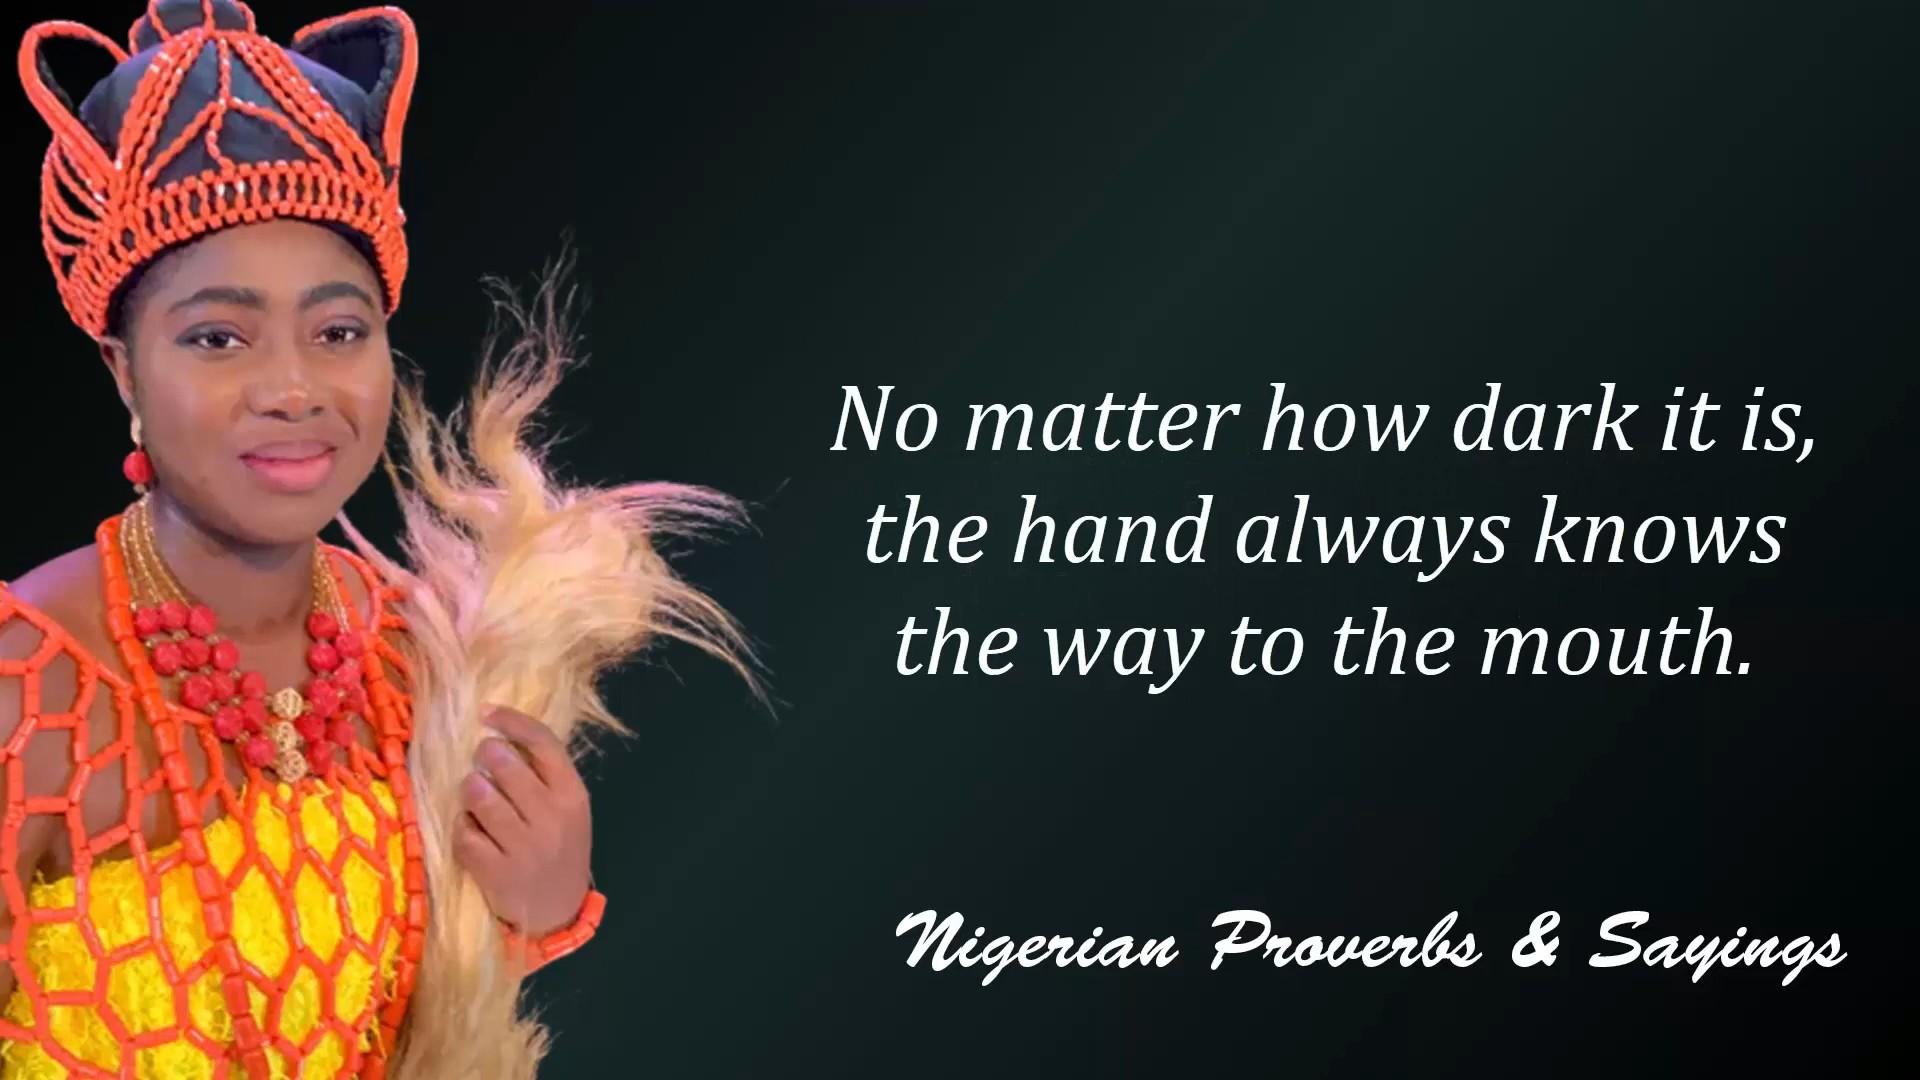 No matter how dark it is,
the hand always knows
the way to the mouth.
Nigerian Proverbs & Sayings